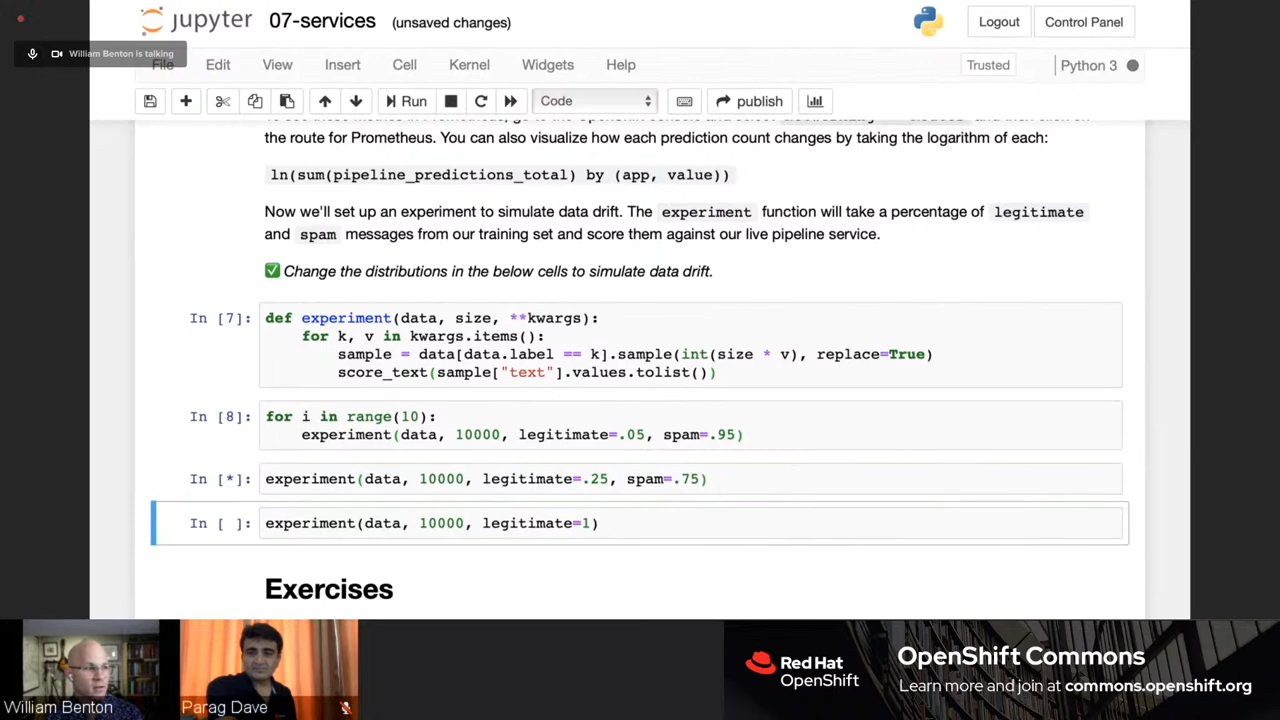 jupyter 07-services (unsaved changes) Logout Control Panel
William Benton is talking
File Edit View Insert Cell Kernel Widgets Help Trusted Python 3
Run Code publish
the route for Prometheus. You can also visualize how each prediction count changes by taking the logarithm of each:
ln(sum(pipeline_predictions_total) by (app, value))
Now we'll set up an experiment to simulate data drift. The experiment function will take a percentage of legitimate
and spam messages from our training set and score them against our live pipeline service.
✅ Change the distributions in the below cells to simulate data drift.
In [7]: def experiment(data, size, **kwargs):
for k, v in kwargs.items():
sample = data[data.label == k].sample(int(size * v), replace=True)
score_text(sample["text"].values.tolist())
In [8]: for i in range(10):
experiment(data, 10000, legitimate=.05, spam=.95)
In [*]: experiment(data, 10000, legitimate=.25, spam=.75)
In [ ]: experiment(data, 10000, legitimate=1)
Exercises
William Benton
Parag Dave
Red Hat
OpenShift
OpenShift Commons
Learn more and join at commons.openshift.org